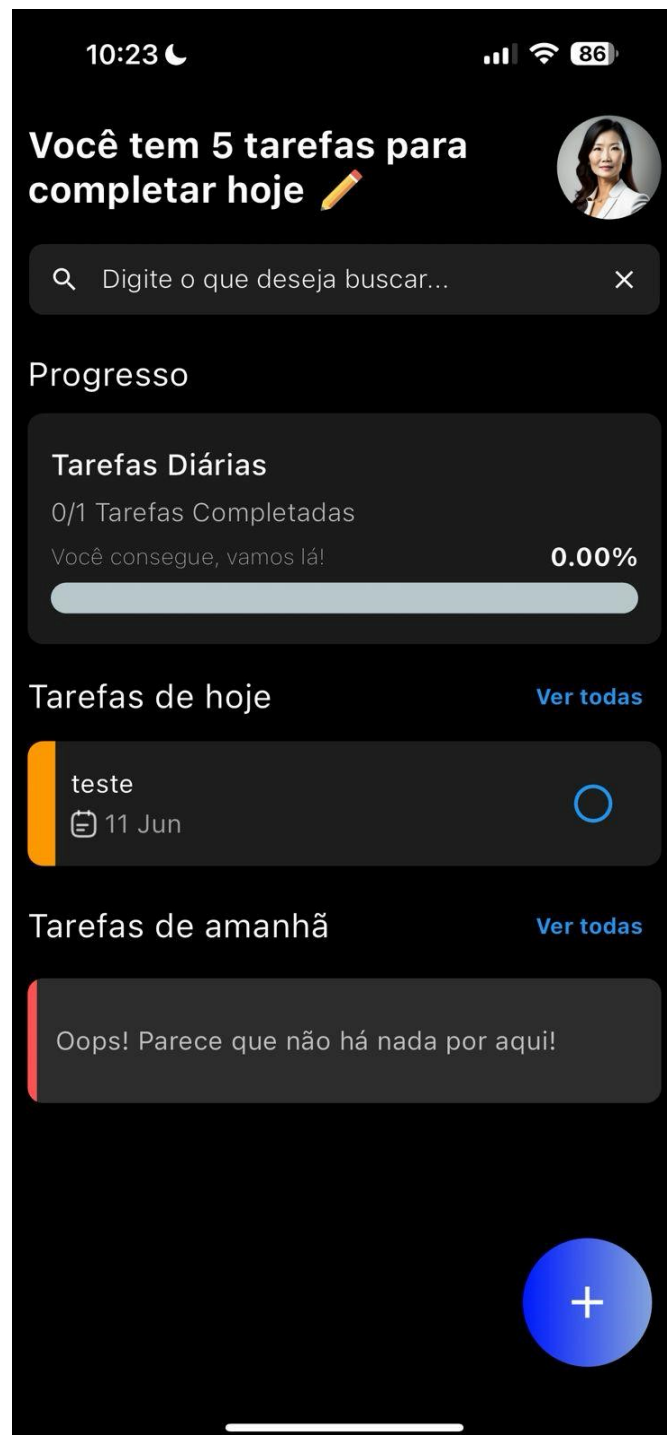 10:23
86
Você tem 5 tarefas para
completar hoje
Digite o que deseja buscar...
Progresso
Tarefas Diárias
0/1 Tarefas Completadas
Você consegue, vamos lá!
0.00%
Tarefas de hoje
Ver todas
teste
11 Jun
Tarefas de amanhã
Ver todas
Oops! Parece que não há nada por aqui!